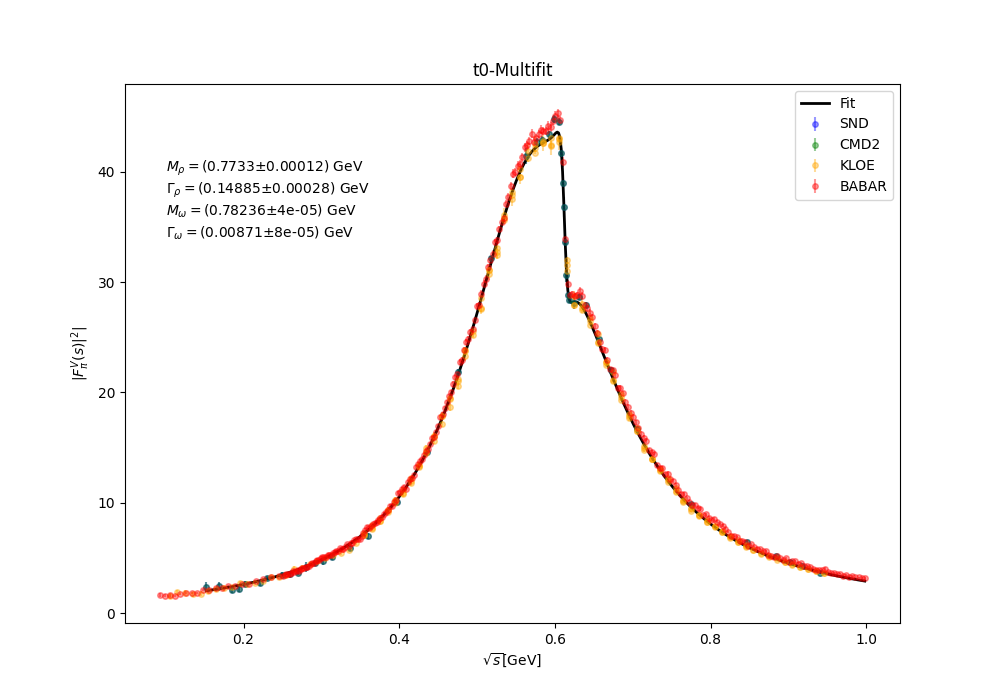 t0-Multifit
Fit
SND
CMD2
KLOE
BABAR
M_ρ = (0.7733±0.00012) GeV
Γ_ρ = (0.14885±0.00028) GeV
M_ω = (0.78236±4e-05) GeV
Γ_ω = (0.00871±8e-05) GeV
|F_π^V(s)|^2|
40
30
20
10
0
0.2
0.4
0.6
0.8
1.0
√s[GeV]